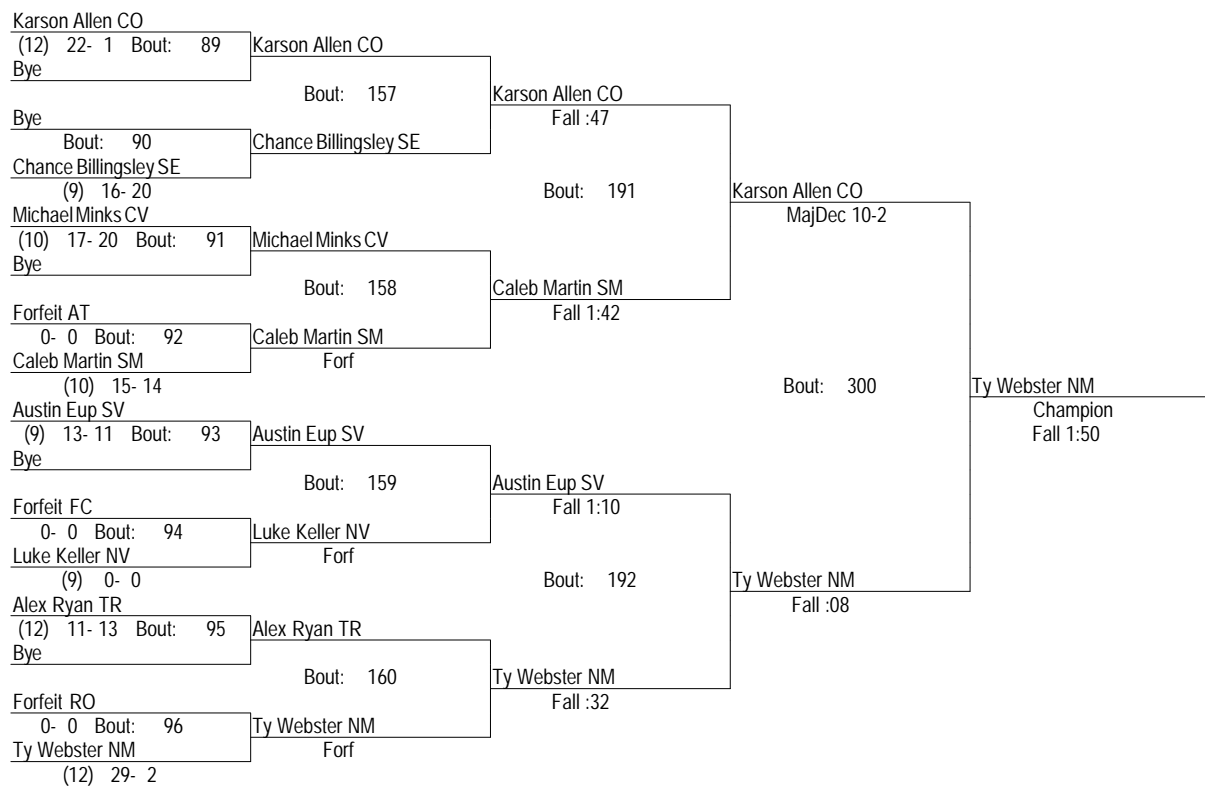 Karson Allen CO
(12) 22- 1 Bout: 89 Karson Allen CO
Bye
Bout: 157 Karson Allen CO
Bye Fall :47
Bout: 90 Chance Billingsley SE
Chance Billingsley SE
(9) 16- 20 Bout: 191 Karson Allen CO
Michael Minks CV MajDec 10-2
(10) 17- 20 Bout: 91 Michael Minks CV
Bye
Bout: 158 Caleb Martin SM
Forfeit AT Fall 1:42
0- 0 Bout: 92 Caleb Martin SM
Caleb Martin SM Forf
(10) 15- 14 Bout: 300 Ty Webster NM
Austin Eup SV Champion
(9) 13- 11 Bout: 93 Austin Eup SV Fall 1:50
Bye
Bout: 159 Austin Eup SV
Forfeit FC Fall 1:10
0- 0 Bout: 94 Luke Keller NV
Luke Keller NV Forf
(9) 0- 0 Bout: 192 Ty Webster NM
Alex Ryan TR Fall :08
(12) 11- 13 Bout: 95 Alex Ryan TR
Bye
Bout: 160 Ty Webster NM
Forfeit RO Fall :32
0- 0 Bout: 96 Ty Webster NM
Ty Webster NM Forf
(12) 29- 2